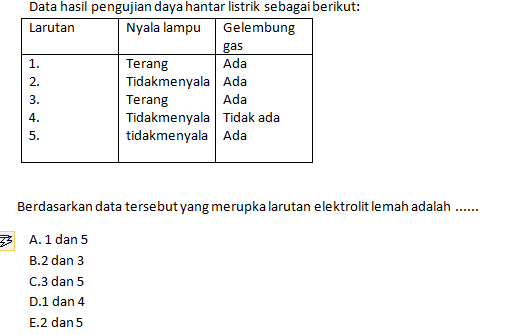 Data hasil pengujian daya hantar listrik sebagai berikut:
Larutan Nyala lampu Gelembung
gas
1. Terang Ada
2. Tidakmenyala Ada
3. Terang Ada
4. Tidakmenyala Tidak ada
5. tidakmenyala Ada
Berdasarkan data tersebut yang merupka larutan elektrolit lemah adalah ......
A. 1 dan 5
B.2 dan 3
C.3 dan 5
D.1 dan 4
E.2 dan 5